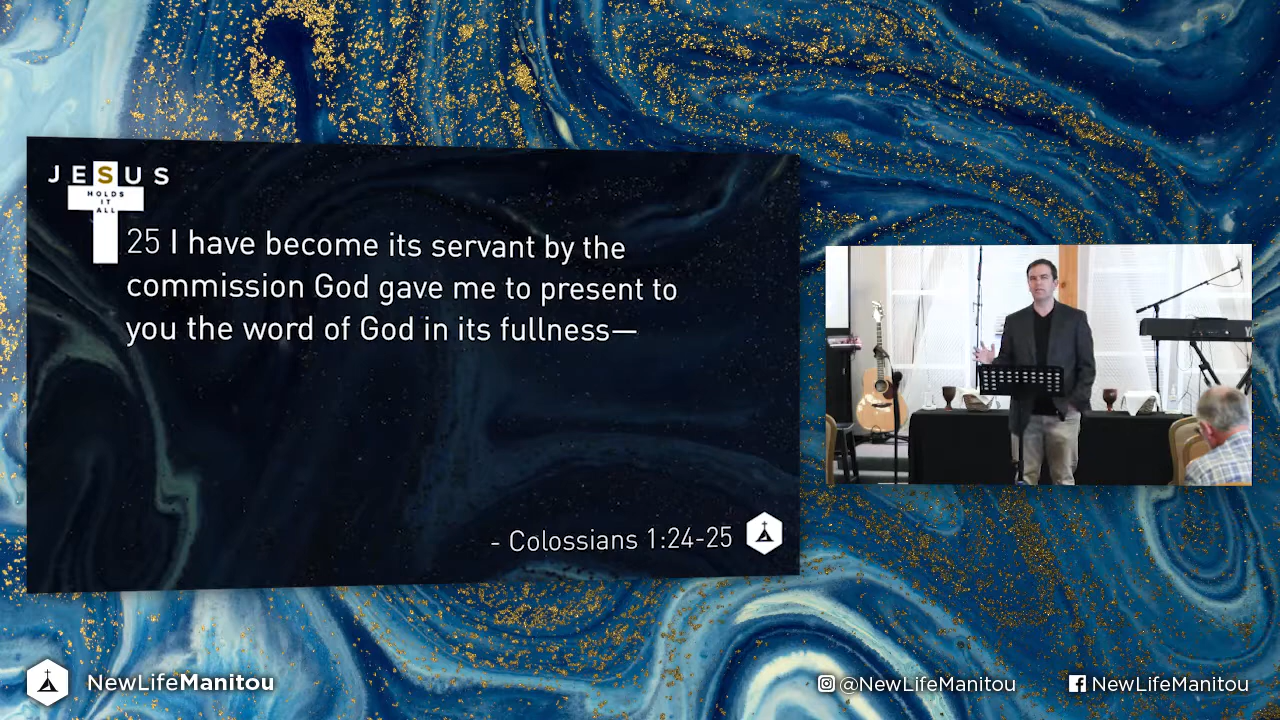 JESUS
HOLDS
IT
ALL
25 I have become its servant by the
commission God gave me to present to
you the word of God in its fullness—
- Colossians 1:24-25
NewLifeManitou
@NewLifeManitou
NewLifeManitou